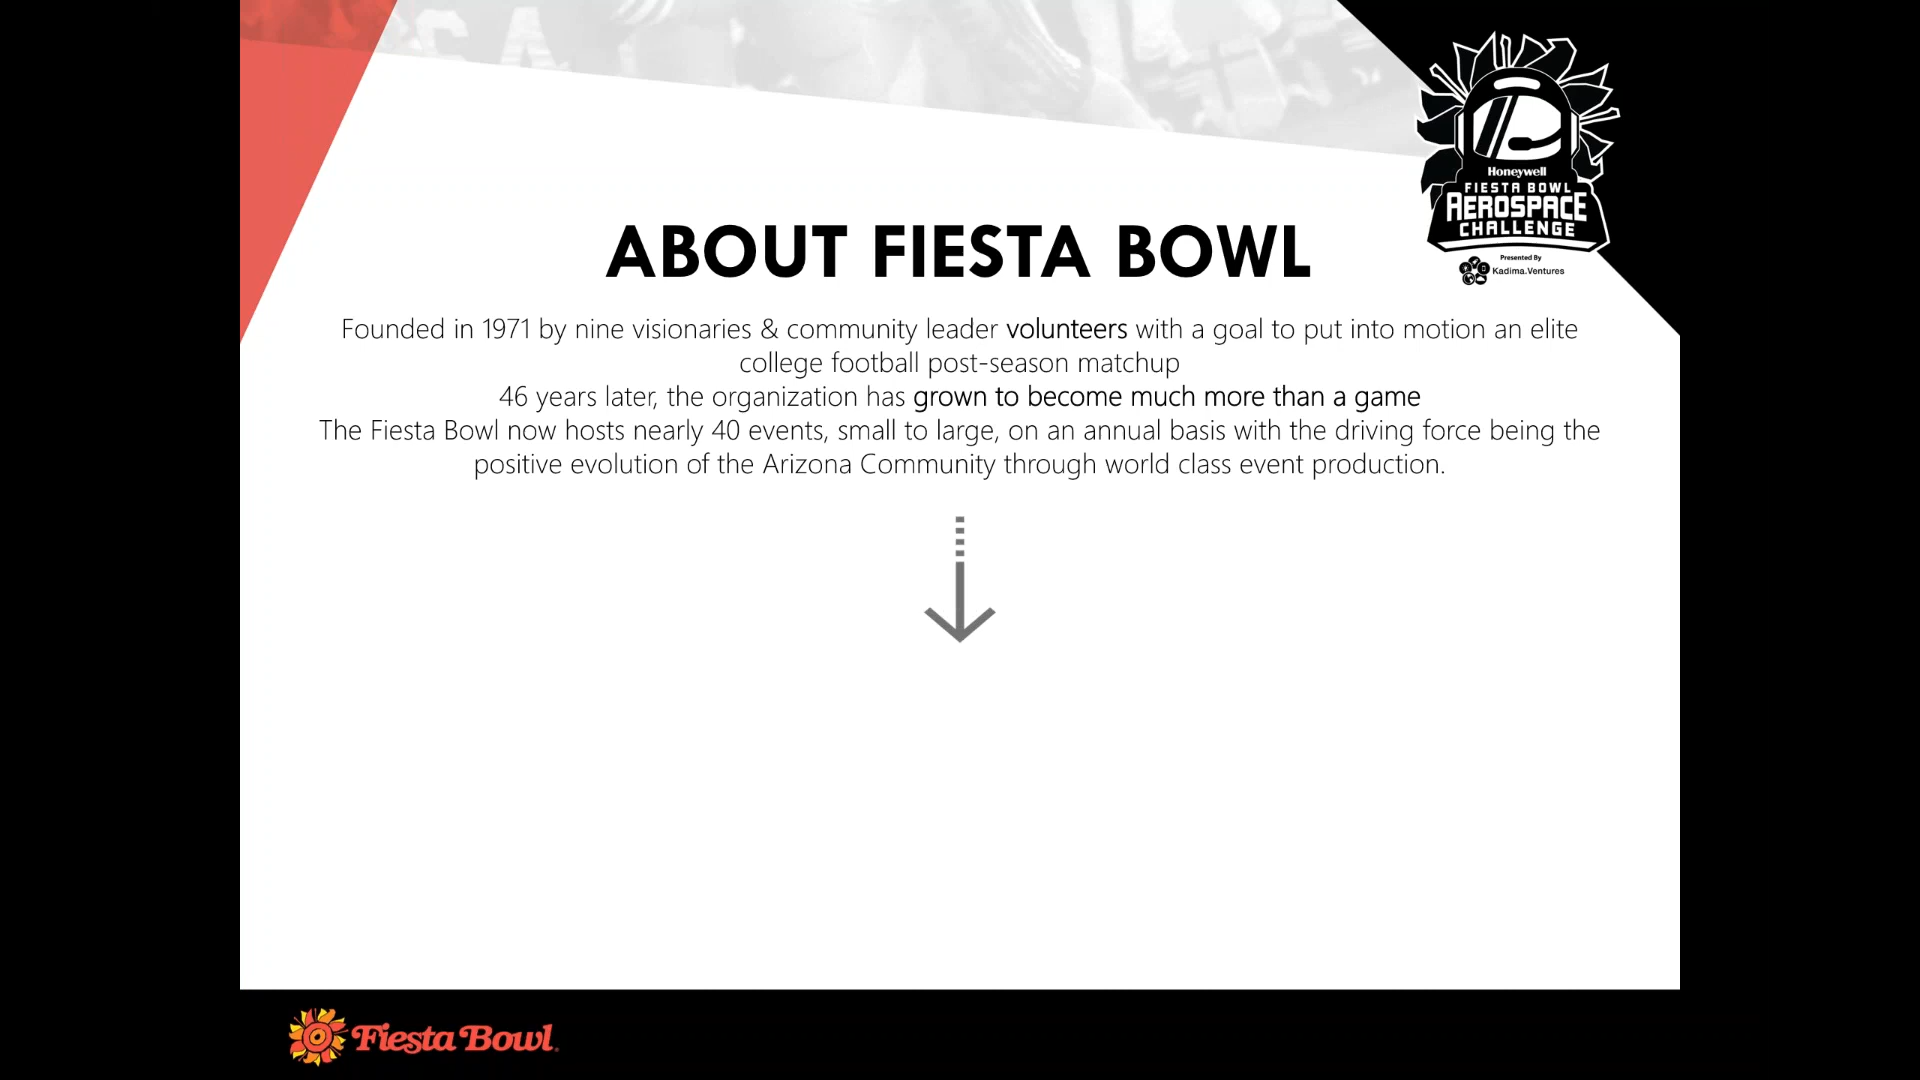 Honeywell
FIESTA BOWL
AEROSPACE
CHALLENGE
Presented By
Kadima.Ventures
ABOUT FIESTA BOWL
Founded in 1971 by nine visionaries & community leader volunteers with a goal to put into motion an elite
college football post-season matchup
46 years later, the organization has grown to become much more than a game
The Fiesta Bowl now hosts nearly 40 events, small to large, on an annual basis with the driving force being the
positive evolution of the Arizona Community through world class event production.
Fiesta Bowl